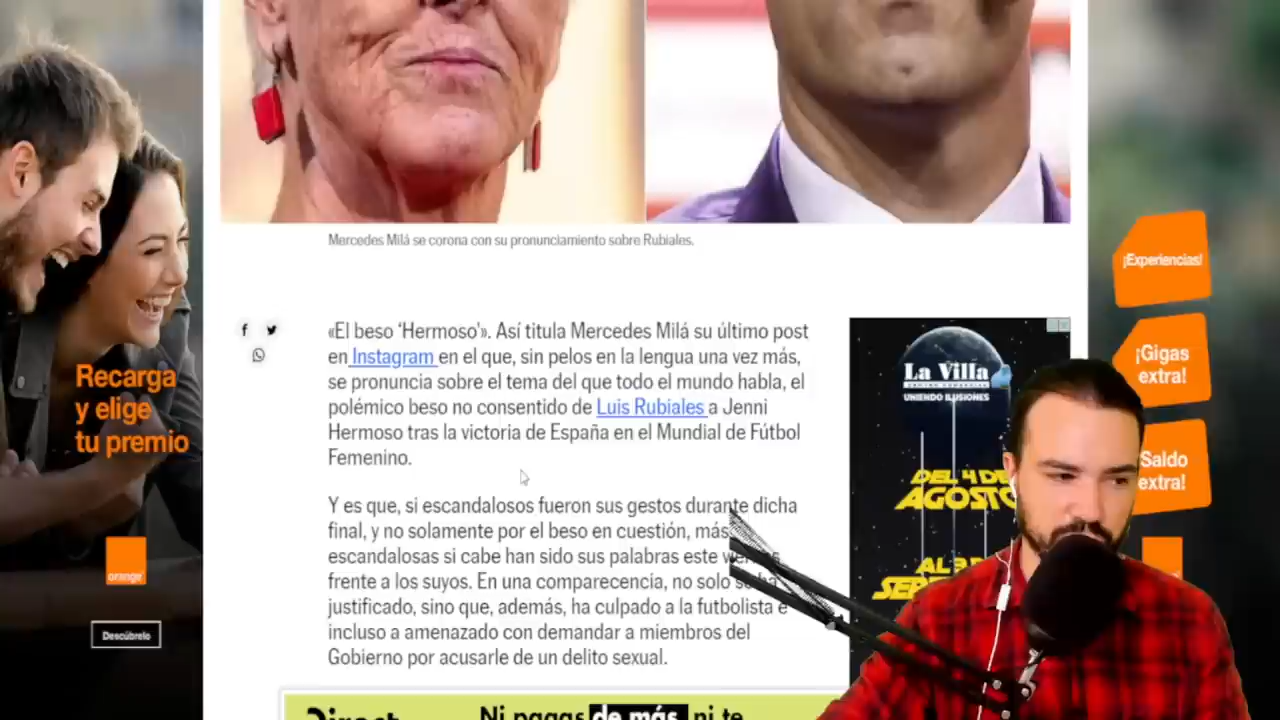 Mercedes Milá se corona con su pronunciamiento sobre Rubiales.
«El beso ‘Hermoso’». Así titula Mercedes Milá su último post
en Instagram en el que, sin pelos en la lengua una vez más,
se pronuncia sobre el tema del que todo el mundo habla, el
polémico beso no consentido de Luis Rubiales a Jenni
Hermoso tras la victoria de España en el Mundial de Fútbol
Femenino.
Y es que, si escandalosos fueron sus gestos durante dicha
final, y no solamente por el beso en cuestión, más
escandalosas si cabe han sido sus palabras este
frente a los suyos. En una comparecencia, no solo
justificado, sino que, además, ha culpado a la futbolista e
incluso a amenazado con demandar a miembros del
Gobierno por acusarle de un delito sexual.
Recarga
y elige
tu premio
orange
Descúbrelo
La Villa
UNIENDO ILUSIONES
DEL 4 DE
AGOSTO
¡Experiencias!
¡Gigas
extra!
Saldo
extra!
Ni pagas de más, ni te